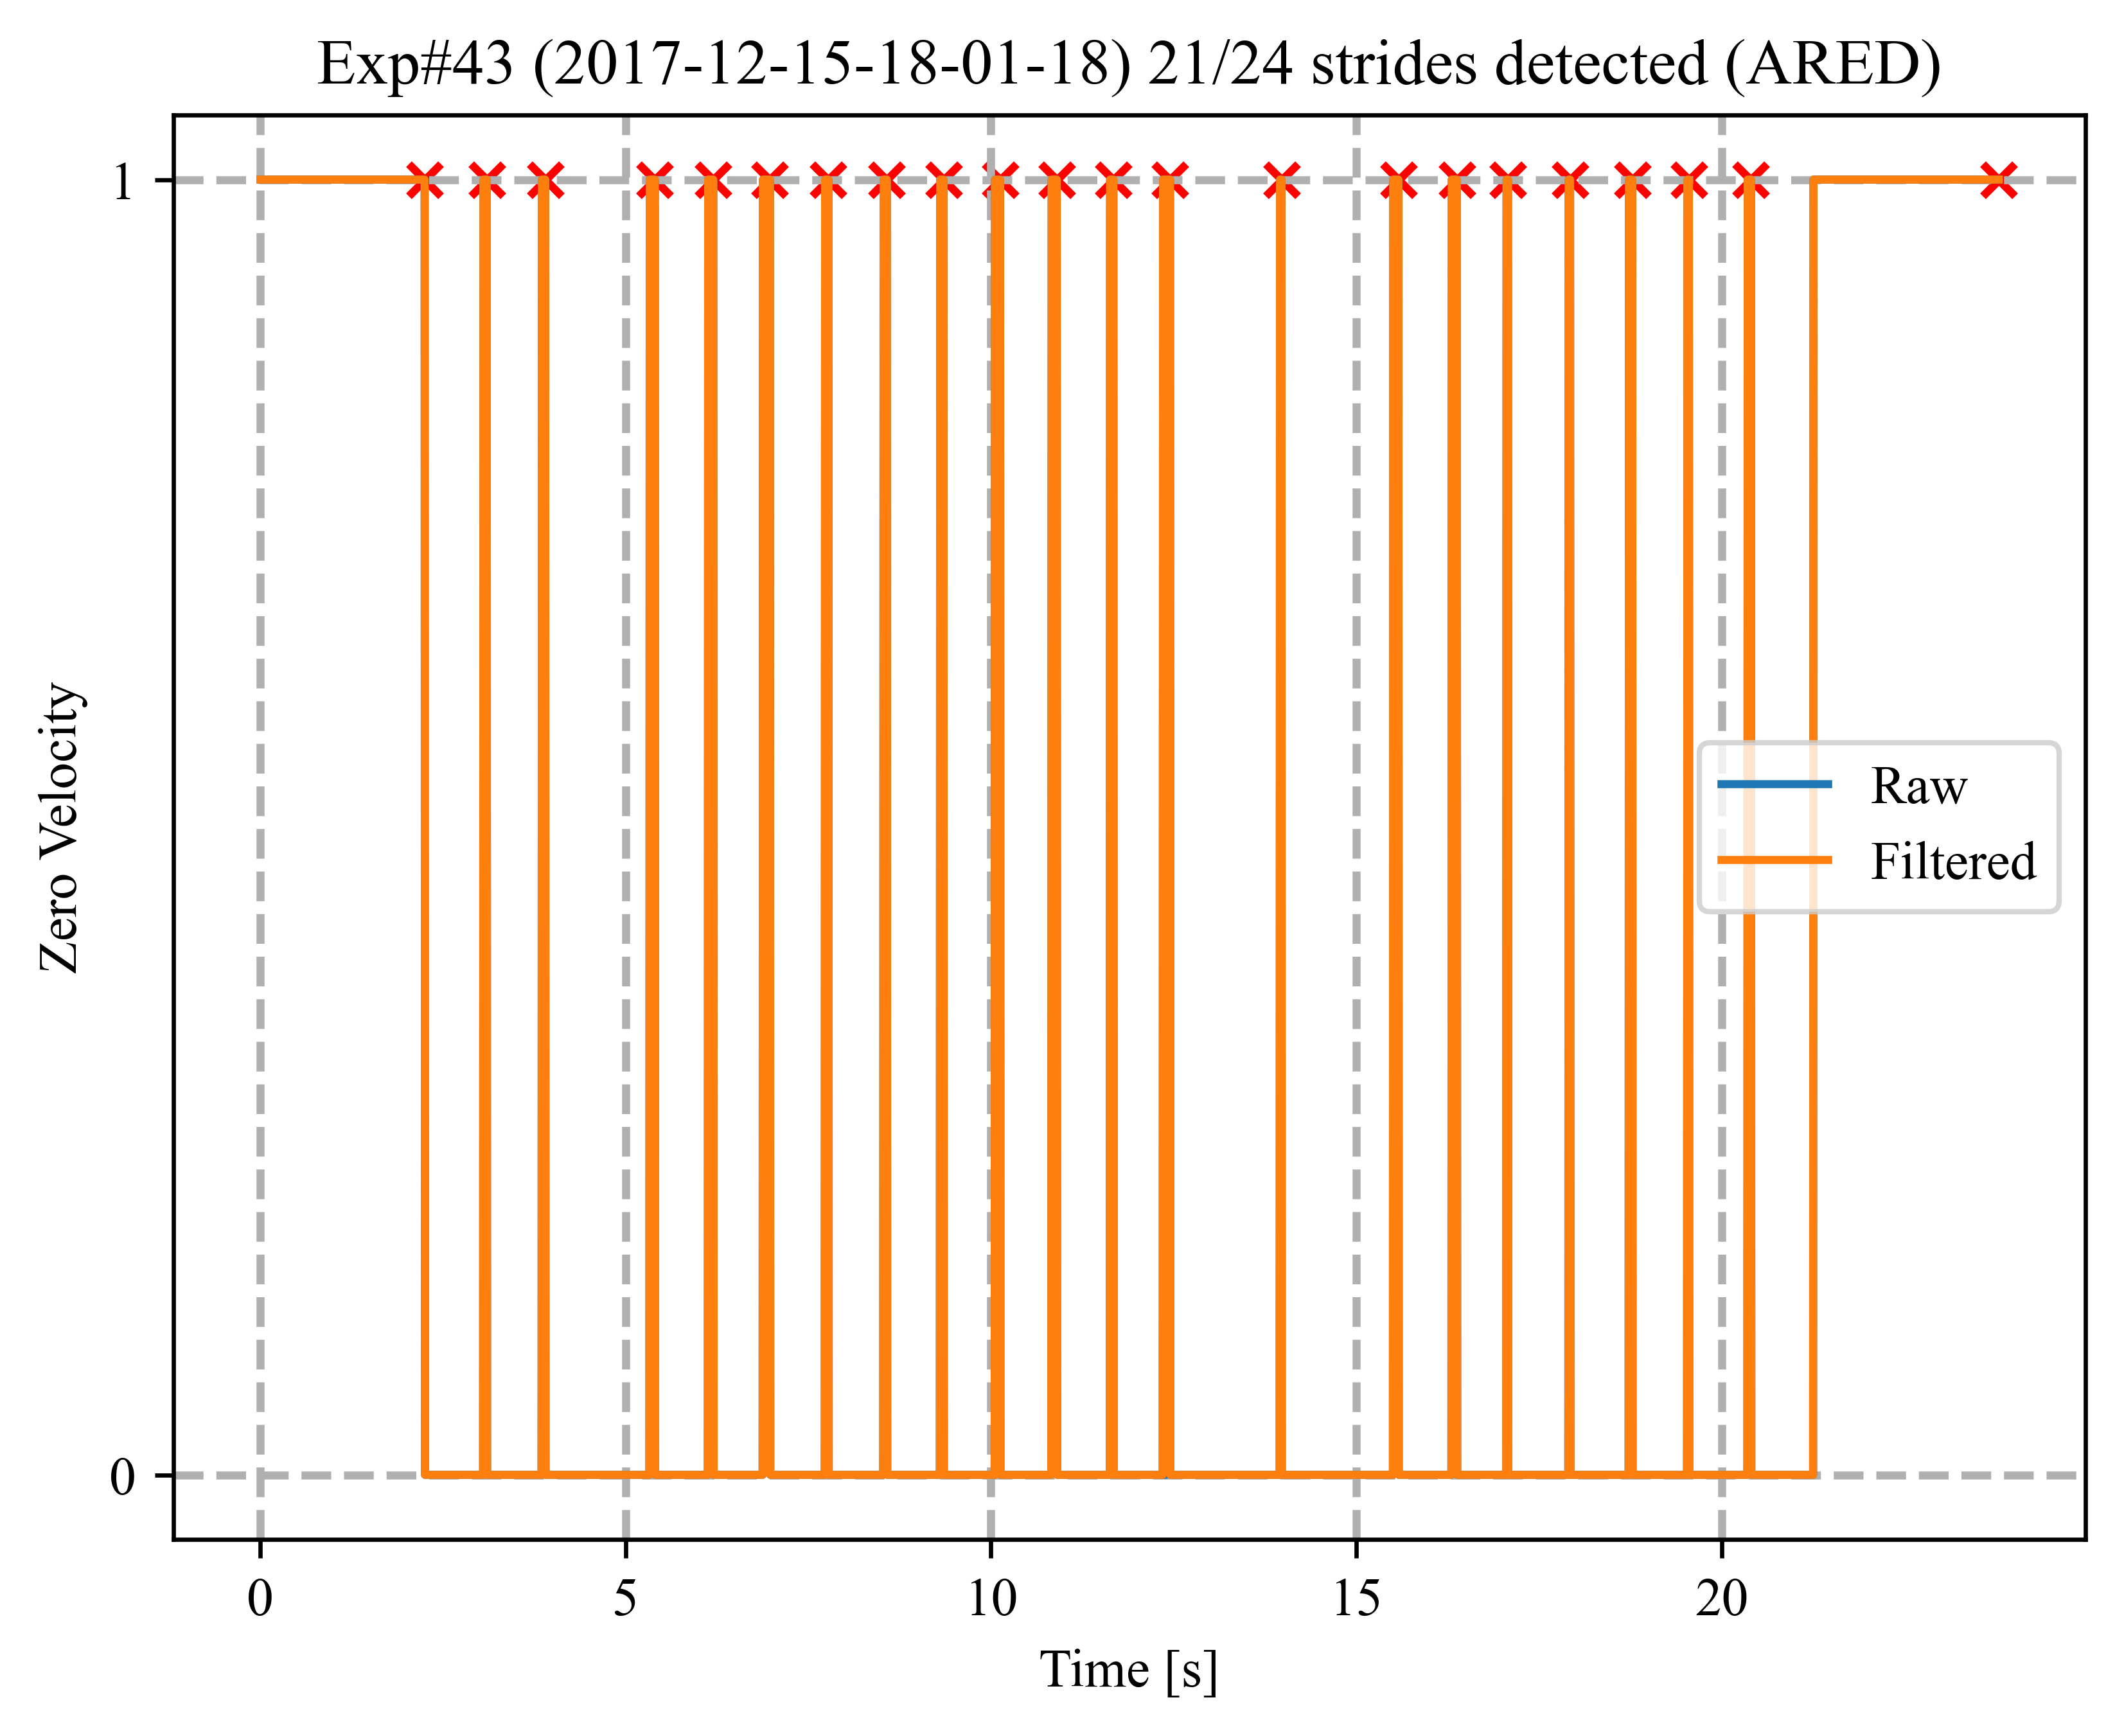 Exp#43 (2017-12-15-18-01-18) 21/24 strides detected (ARED)
1
Zero Velocity
Raw
Filtered
0
0 5 10 15 20
Time [s]